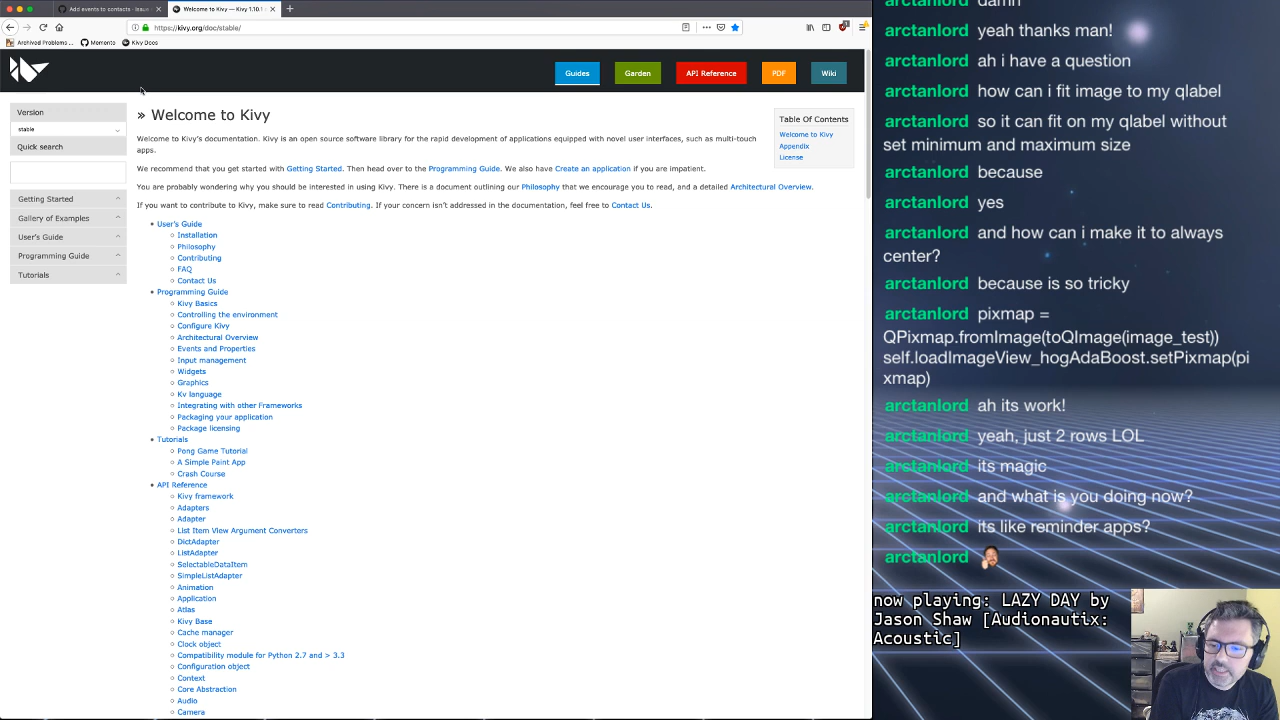 Add events to contacts · Issue
Welcome to Kivy — Kivy 1.10.1
https://kivy.org/doc/stable/
Archived Problems ...
Momento
Kivy Docs
Guides
Garden
API Reference
PDF
Wiki
Version
stable
Quick search
Getting Started
Gallery of Examples
User's Guide
Programming Guide
Tutorials
» Welcome to Kivy
Welcome to Kivy's documentation. Kivy is an open source software library for the rapid development of applications equipped with novel user interfaces, such as multi-touch
apps.
We recommend that you get started with Getting Started. Then head over to the Programming Guide. We also have Create an application if you are impatient.
You are probably wondering why you should be interested in using Kivy. There is a document outlining our Philosophy that we encourage you to read, and a detailed Architectural Overview.
If you want to contribute to Kivy, make sure to read Contributing. If your concern isn't addressed in the documentation, feel free to Contact Us.
User's Guide
Installation
Philosophy
Contributing
FAQ
Contact Us
Programming Guide
Kivy Basics
Controlling the environment
Configure Kivy
Architectural Overview
Events and Properties
Input management
Widgets
Graphics
Kv language
Integrating with other Frameworks
Packaging your application
Package licensing
Tutorials
Pong Game Tutorial
A Simple Paint App
Crash Course
API Reference
Kivy framework
Adapters
Adapter
List Item View Argument Converters
DictAdapter
ListAdapter
SelectableDataItem
SimpleListAdapter
Animation
Application
Atlas
Kivy Base
Cache manager
Clock object
Compatibility module for Python 2.7 and > 3.3
Configuration object
Context
Core Abstraction
Audio
Camera
Table Of Contents
Welcome to Kivy
Appendix
License
damn
arctanlord yeah thanks man!
arctanlord ah i have a question
arctanlord how can i fit image to my qlabel
arctanlord so it can fit on my qlabel without
set minimum and maximum size
arctanlord because
arctanlord yes
arctanlord and how can i make it to always
center?
arctanlord because is so tricky
arctanlord pixmap =
QPixmap.fromImage(ImageQt(image_test))
self.loadImageView_horizontalBoost.setPixmap(pi
xmap)
arctanlord ah its work!
arctanlord yeah, just 2 rows LOL
arctanlord its magic
arctanlord and what is you doing now?
arctanlord its like reminder apps?
arctanlord
now playing: LAZY DAY by
Jason Shaw [Audionautix:
Acoustic]